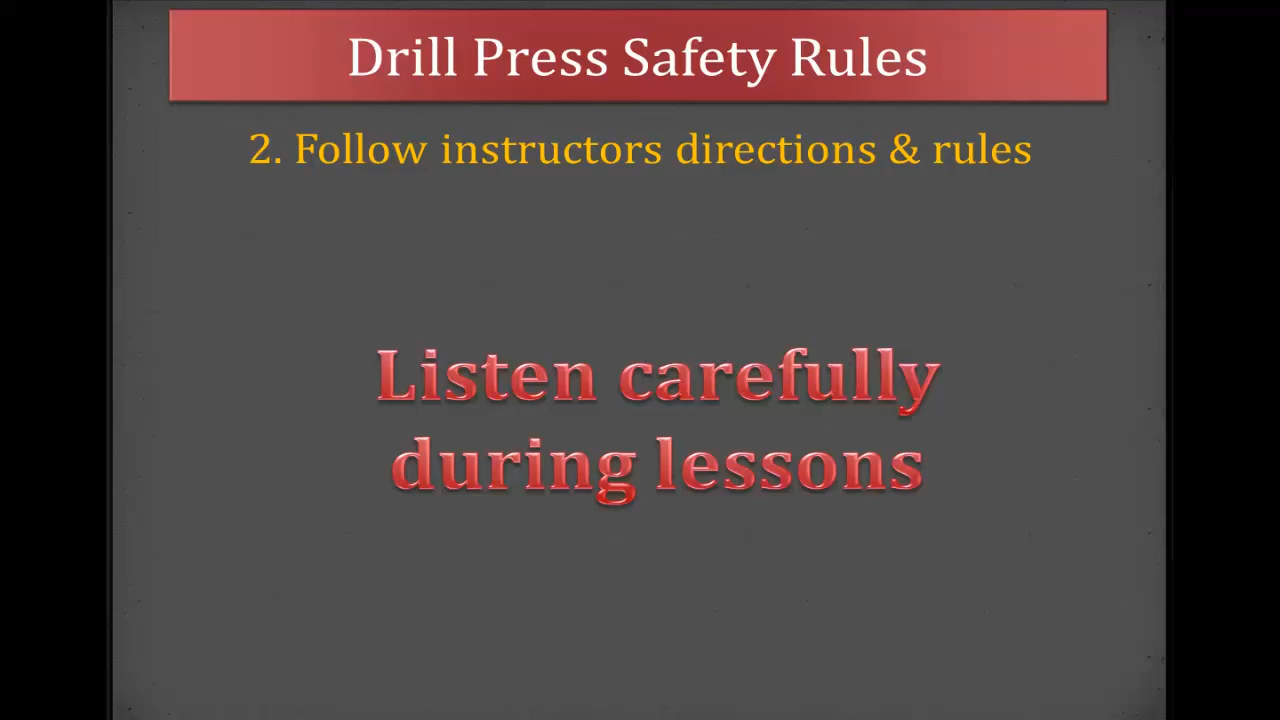 Drill Press Safety Rules
2. Follow instructors directions & rules
Listen carefully
during lessons